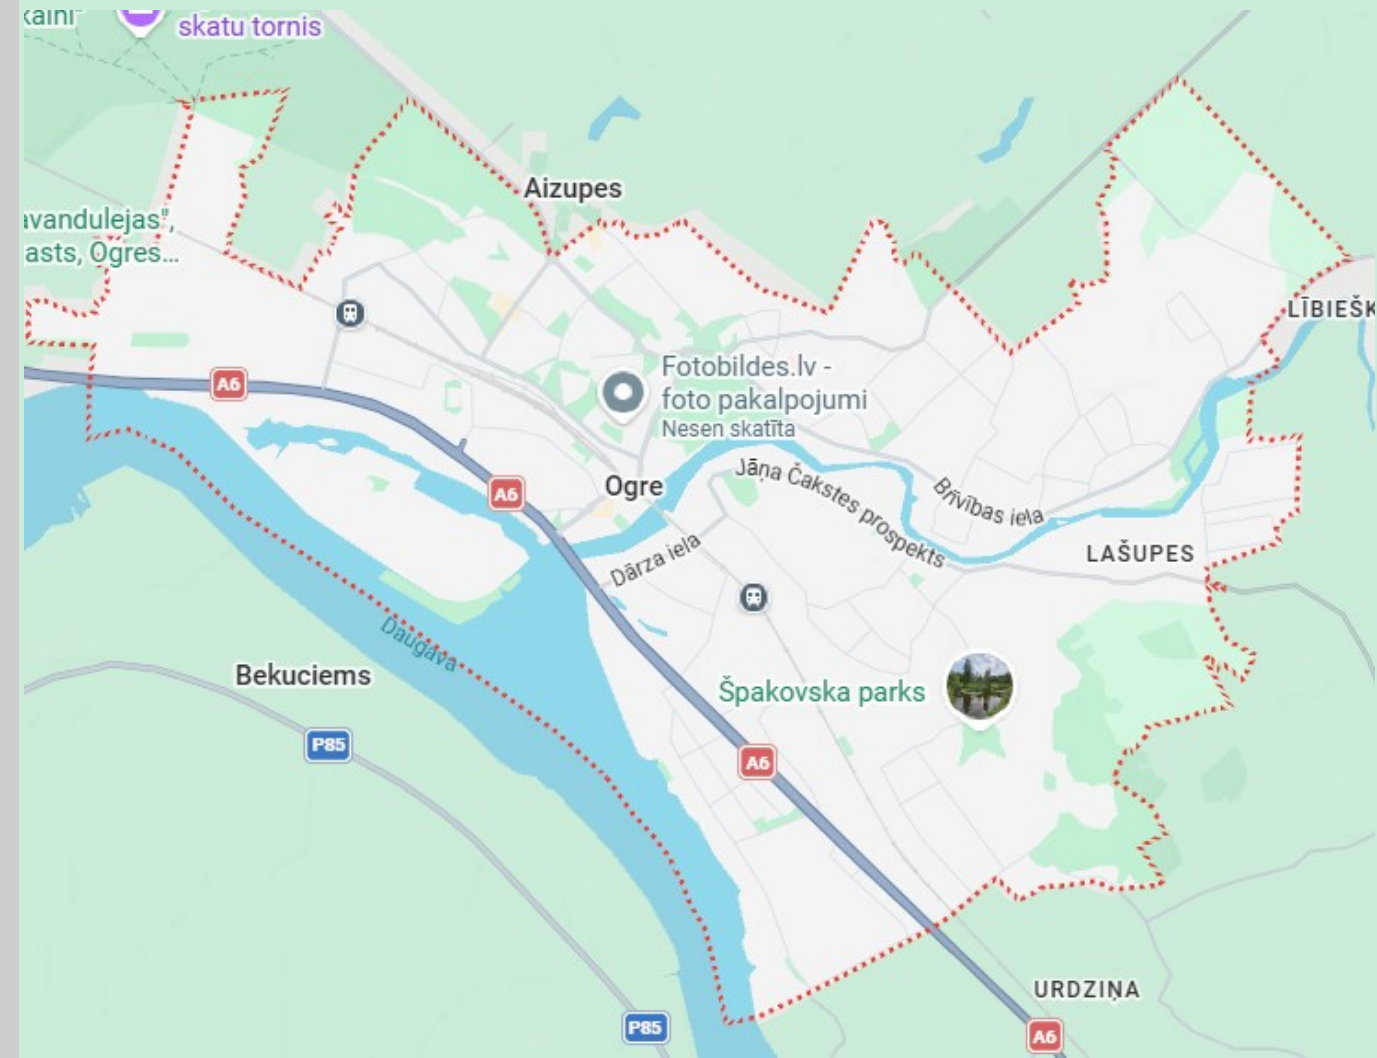 skatu tornis
Aizupes
asts, Ogres...
LĪBIEŠK
Fotobildes.lv -
foto pakalpojumi
Nesen skatīta
A6
A6
Ogre
Jāņa Čakstes prospekts
Brīvības iela
Dārza iela
LAŠUPES
Daugava
Bekuciems
Špakovska parks
P85
A6
URDZIŅA
P85
A6